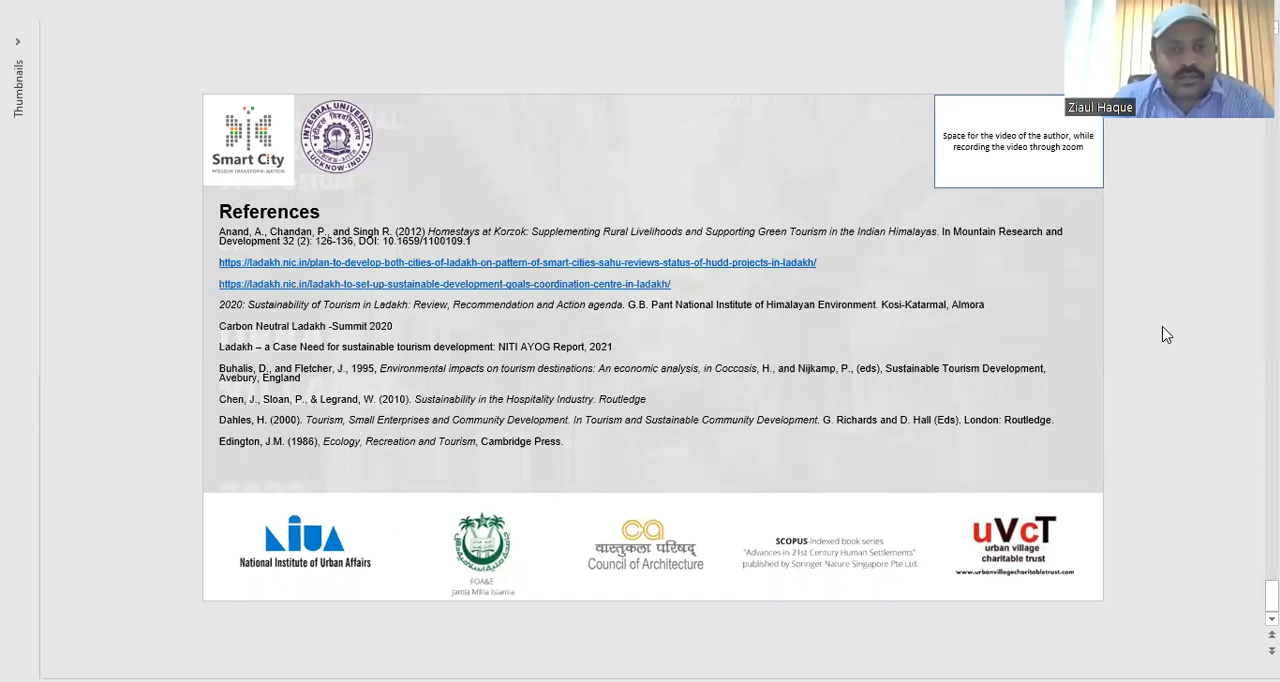 Thumbnails
Ziaul Haque
Smart City
MISSION TRANSFORM-NATION
INTEGRAL UNIVERSITY
LUCKNOW-INDIA
Space for the video of the author, while
recording the video through zoom
References
Anand, A., Chandan, P., and Singh R. (2012) Homestays at Korzok: Supplementing Rural Livelihoods and Supporting Green Tourism in the Indian Himalayas. In Mountain Research and
Development 32 (2): 126-136, DOI: 10.1659/1100109.1
https://ladakh.nic.in/plan-to-develop-both-cities-of-ladakh-on-pattern-of-smart-cities-sahu-reviews-status-of-hudd-projects-in-ladakh/
https://ladakh.nic.in/ladakh-to-set-up-sustainable-development-goals-coordination-centre-in-ladakh/
2020: Sustainability of Tourism in Ladakh: Review, Recommendation and Action agenda. G.B. Pant National Institute of Himalayan Environment. Kosi-Katarmal, Almora
Carbon Neutral Ladakh -Summit 2020
Ladakh – a Case Need for sustainable tourism development: NITI AYOG Report, 2021
Buhalis, D., and Fletcher, J., 1995, Environmental impacts on tourism destinations: An economic analysis, in Coccosis, H., and Nijkamp, P., (eds), Sustainable Tourism Development,
Avebury, England
Chen, J., Sloan, P., & Legrand, W. (2010). Sustainability in the Hospitality Industry. Routledge
Dahles, H. (2000). Tourism, Small Enterprises and Community Development. In Tourism and Sustainable Community Development. G. Richards and D. Hall (Eds). London: Routledge.
Edington, J.M. (1986), Ecology, Recreation and Tourism, Cambridge Press.
NIUA
National Institute of Urban Affairs
FOA&E
Jamia Millia Islamia
ca
वास्तुकला परिषद्
Council of Architecture
SCOPUS indexed book series
"Advances in 21st Century Human Settlements"
published by Springer Nature Singapore Pte Ltd.
uVcT
urban village
charitable trust
www.urbanvillagecharitabletrust.com